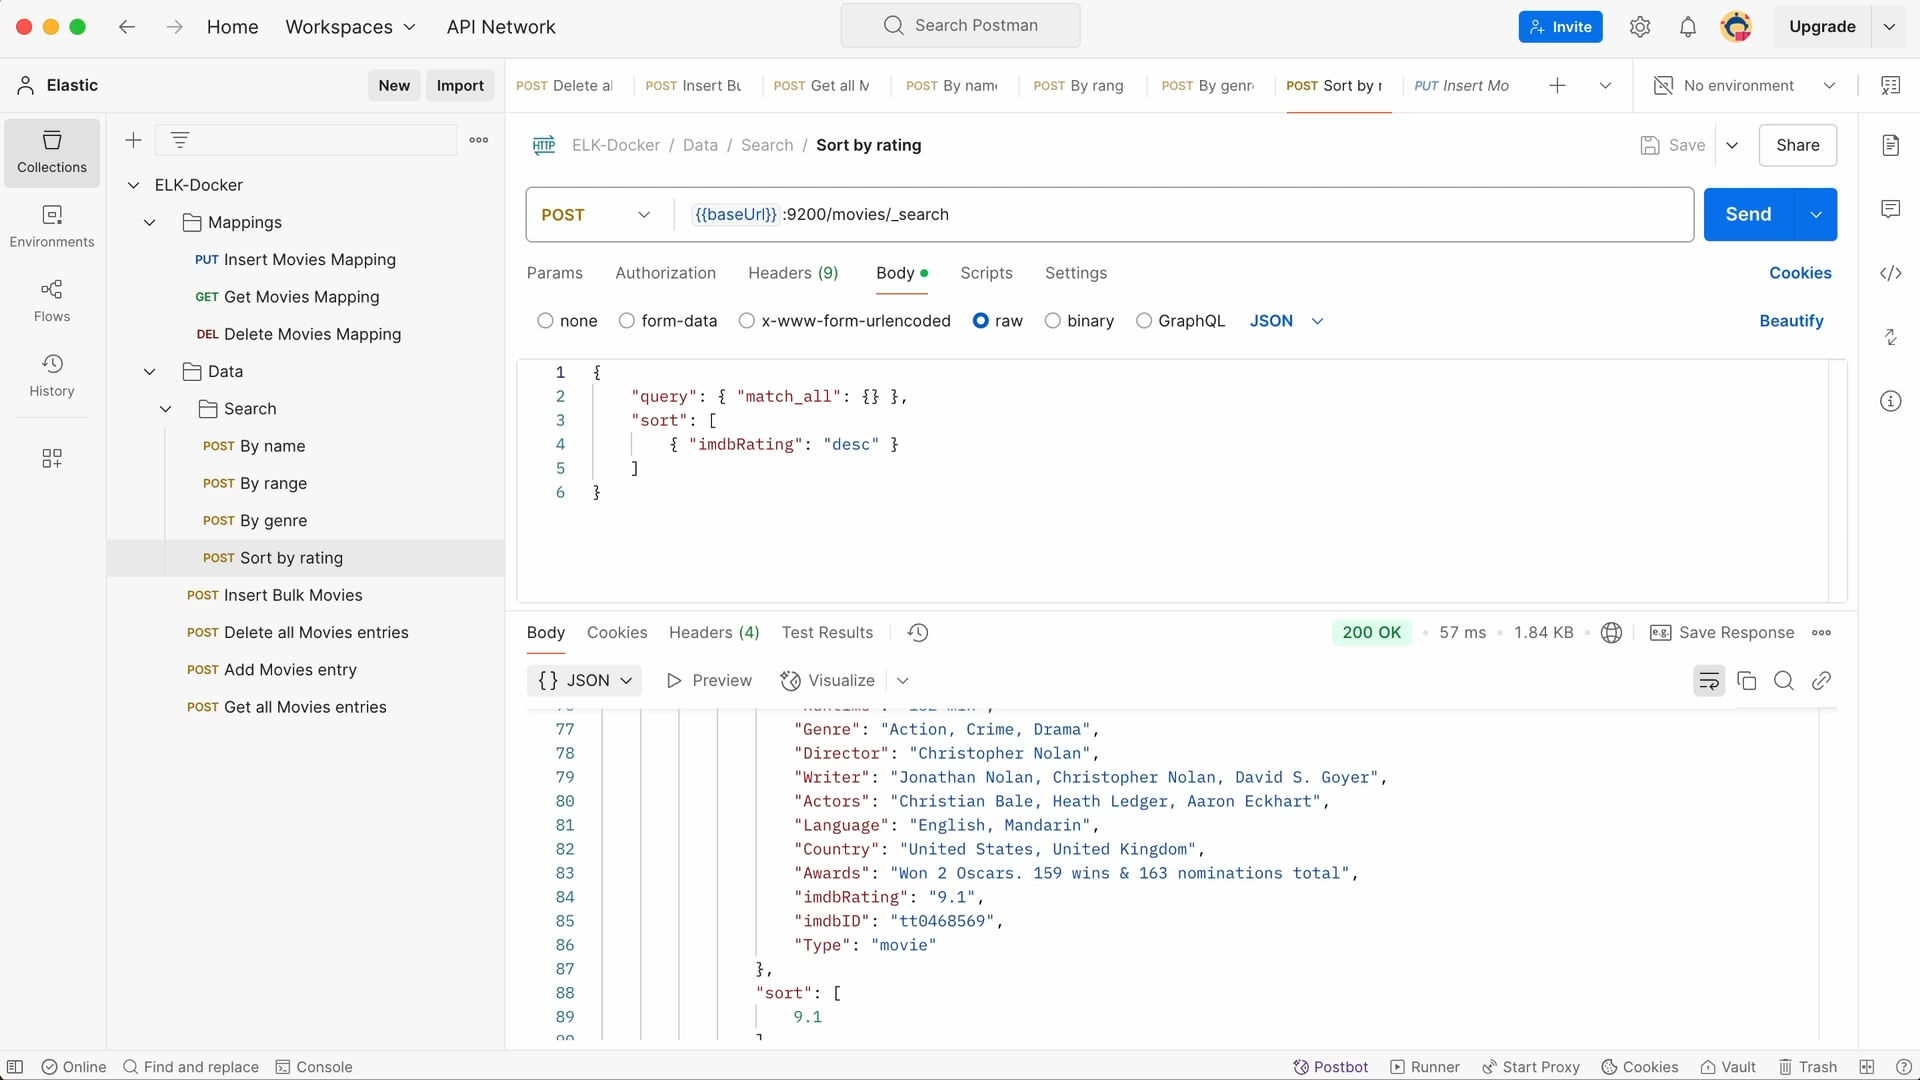 Home
Workspaces
API Network
Search Postman
Invite
Upgrade
Elastic
New
Import
POST Delete al
POST Insert Bu
POST Get all M
POST By name
POST By rang
POST By genre
POST Sort by r
PUT Insert Mo
No environment
Collections
Environments
Flows
History
ELK-Docker
Mappings
PUT Insert Movies Mapping
GET Get Movies Mapping
DEL Delete Movies Mapping
Data
Search
POST By name
POST By range
POST By genre
POST Sort by rating
POST Insert Bulk Movies
POST Delete all Movies entries
POST Add Movies entry
POST Get all Movies entries
HTTP ELK-Docker / Data / Search / Sort by rating
Save
Share
POST
{{baseUrl}} :9200/movies/_search
Send
Params
Authorization
Headers (9)
Body
Scripts
Settings
Cookies
none
form-data
x-www-form-urlencoded
raw
binary
GraphQL
JSON
Beautify
1 {
2 "query": { "match_all": {} },
3 "sort": [
4 { "imdbRating": "desc" }
5 ]
6 }
Body
Cookies
Headers (4)
Test Results
200 OK
57 ms
1.84 KB
e.g. Save Response
{} JSON
Preview
Visualize
77 "Genre": "Action, Crime, Drama",
78 "Director": "Christopher Nolan",
79 "Writer": "Jonathan Nolan, Christopher Nolan, David S. Goyer",
80 "Actors": "Christian Bale, Heath Ledger, Aaron Eckhart",
81 "Language": "English, Mandarin",
82 "Country": "United States, United Kingdom",
83 "Awards": "Won 2 Oscars. 159 wins & 163 nominations total",
84 "imdbRating": "9.1",
85 "imdbID": "tt0468569",
86 "Type": "movie"
87 },
88 "sort": [
89 9.1
Online
Find and replace
Console
Postbot
Runner
Start Proxy
Cookies
Vault
Trash